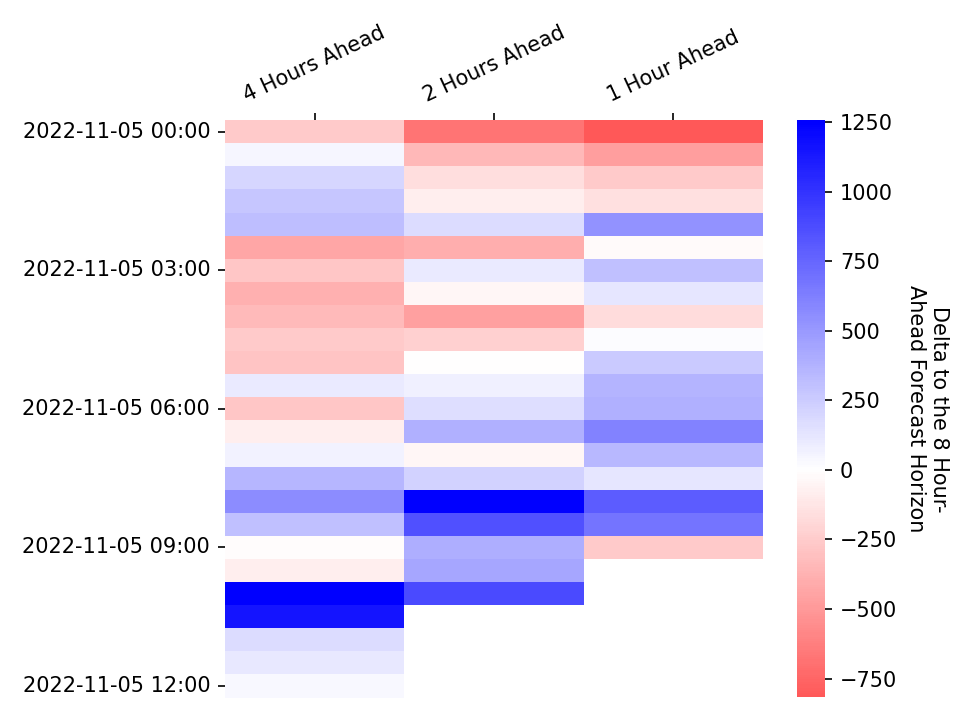 4 Hours Ahead
2 Hours Ahead
1 Hour Ahead
2022-11-05 00:00
2022-11-05 03:00
2022-11-05 06:00
2022-11-05 09:00
2022-11-05 12:00
1250
1000
750
500
250
0
−250
−500
−750
Delta to the 8 Hour-
Ahead Forecast Horizon